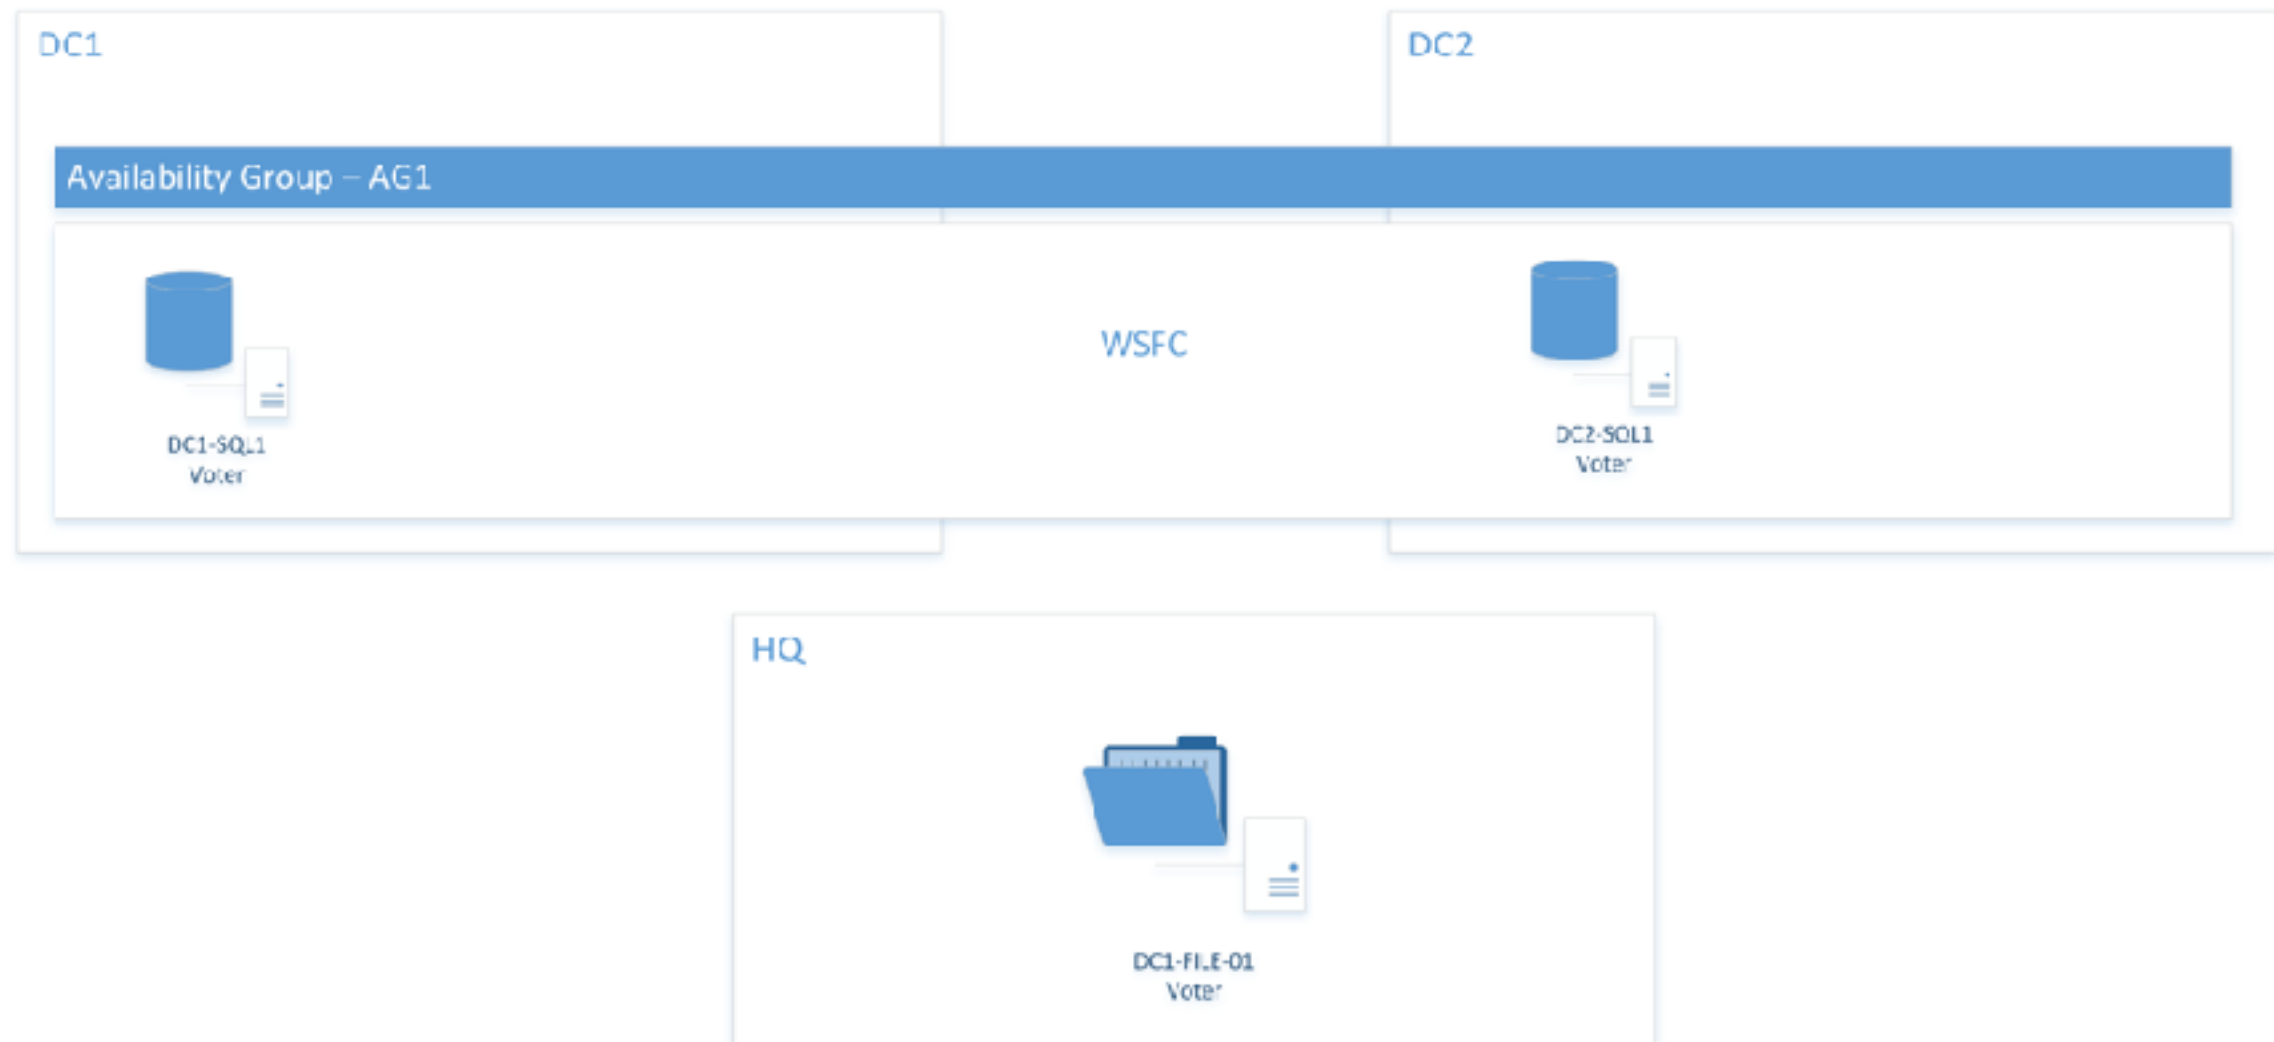 DC1
DC2
Availability Group – AG1
WSFC
DC1-SQL1
Voter
DC2-SQL1
Voter
HQ
DC1-FILE-01
Voter